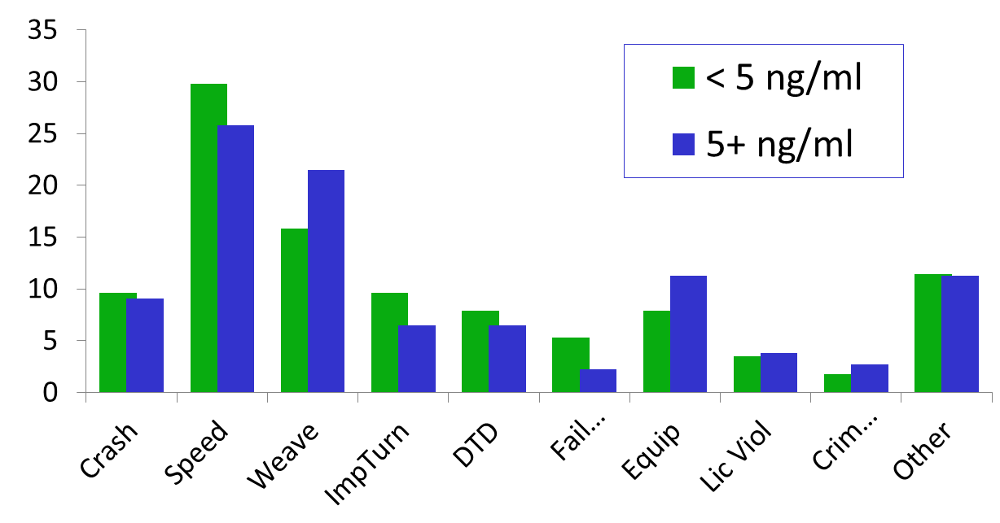 35
30
25
20
15
10
5
0
< 5 ng/ml
5+ ng/ml
Crash
Speed
Weave
ImpTurn
DTD
Fail...
Equip
Lic Viol
Crim...
Other